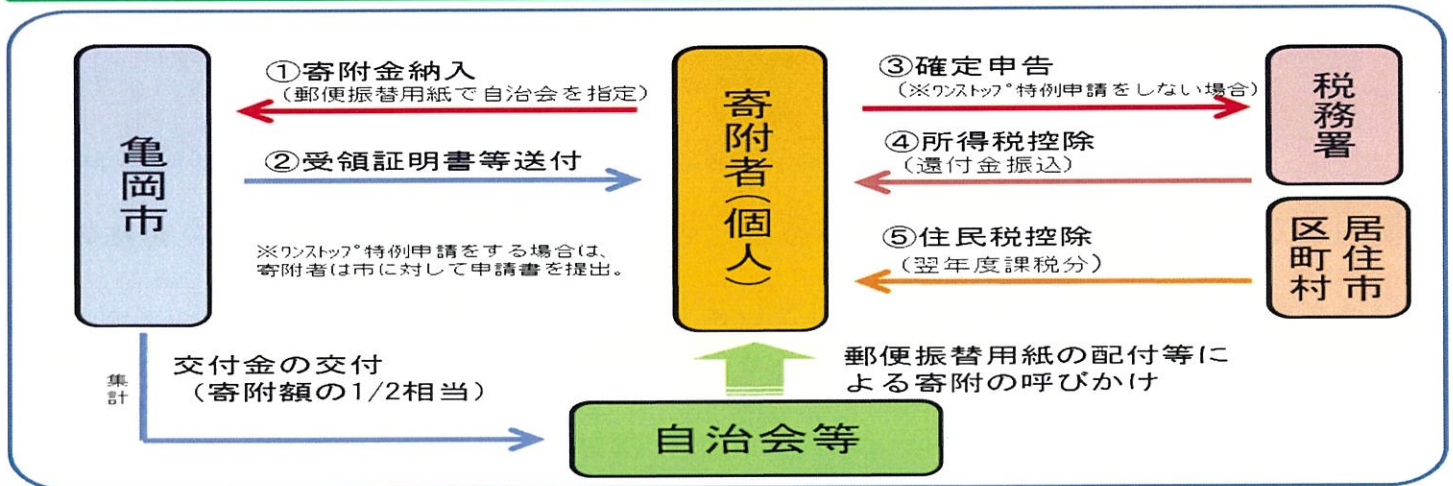 亀岡市
①寄附金納入
（郵便振替用紙で自治会を指定）
②受領証明書等送付
※ﾜﾝｽﾄｯﾌﾟ特例申請をする場合は、
寄附者は市に対して申請書を提出。
寄附者（個人）
③確定申告
（※ﾜﾝｽﾄｯﾌﾟ特例申請をしない場合）
④所得税控除
（還付金振込）
⑤住民税控除
（翌年度課税分）
税務署
居住市
区町村
集計
交付金の交付
（寄附額の1/2相当）
郵便振替用紙の配付等に
よる寄附の呼びかけ
自治会等